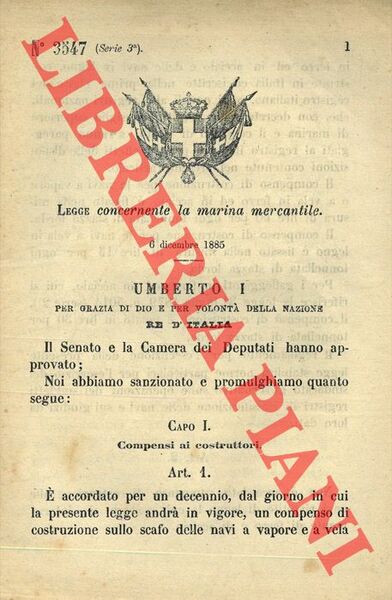 N° 3547 (Serie 3ª). 1
LEGGE concernente la marina mercantile.
6 dicembre 1885
UMBERTO I
PER GRAZIA DI DIO E PER VOLONTÀ DELLA NAZIONE
RE D'ITALIA
Il Senato e la Camera dei Deputati hanno ap-
provato;
Noi abbiamo sanzionato e promulghiamo quanto
segue:
CAPO I.
Compensi ai costruttori.
Art. 1.
È accordato per un decennio, dal giorno in cui
la presente legge andrà in vigore, un compenso di
costruzione sullo scafo delle navi a vapore e a vela
LIBRERIA PIANI